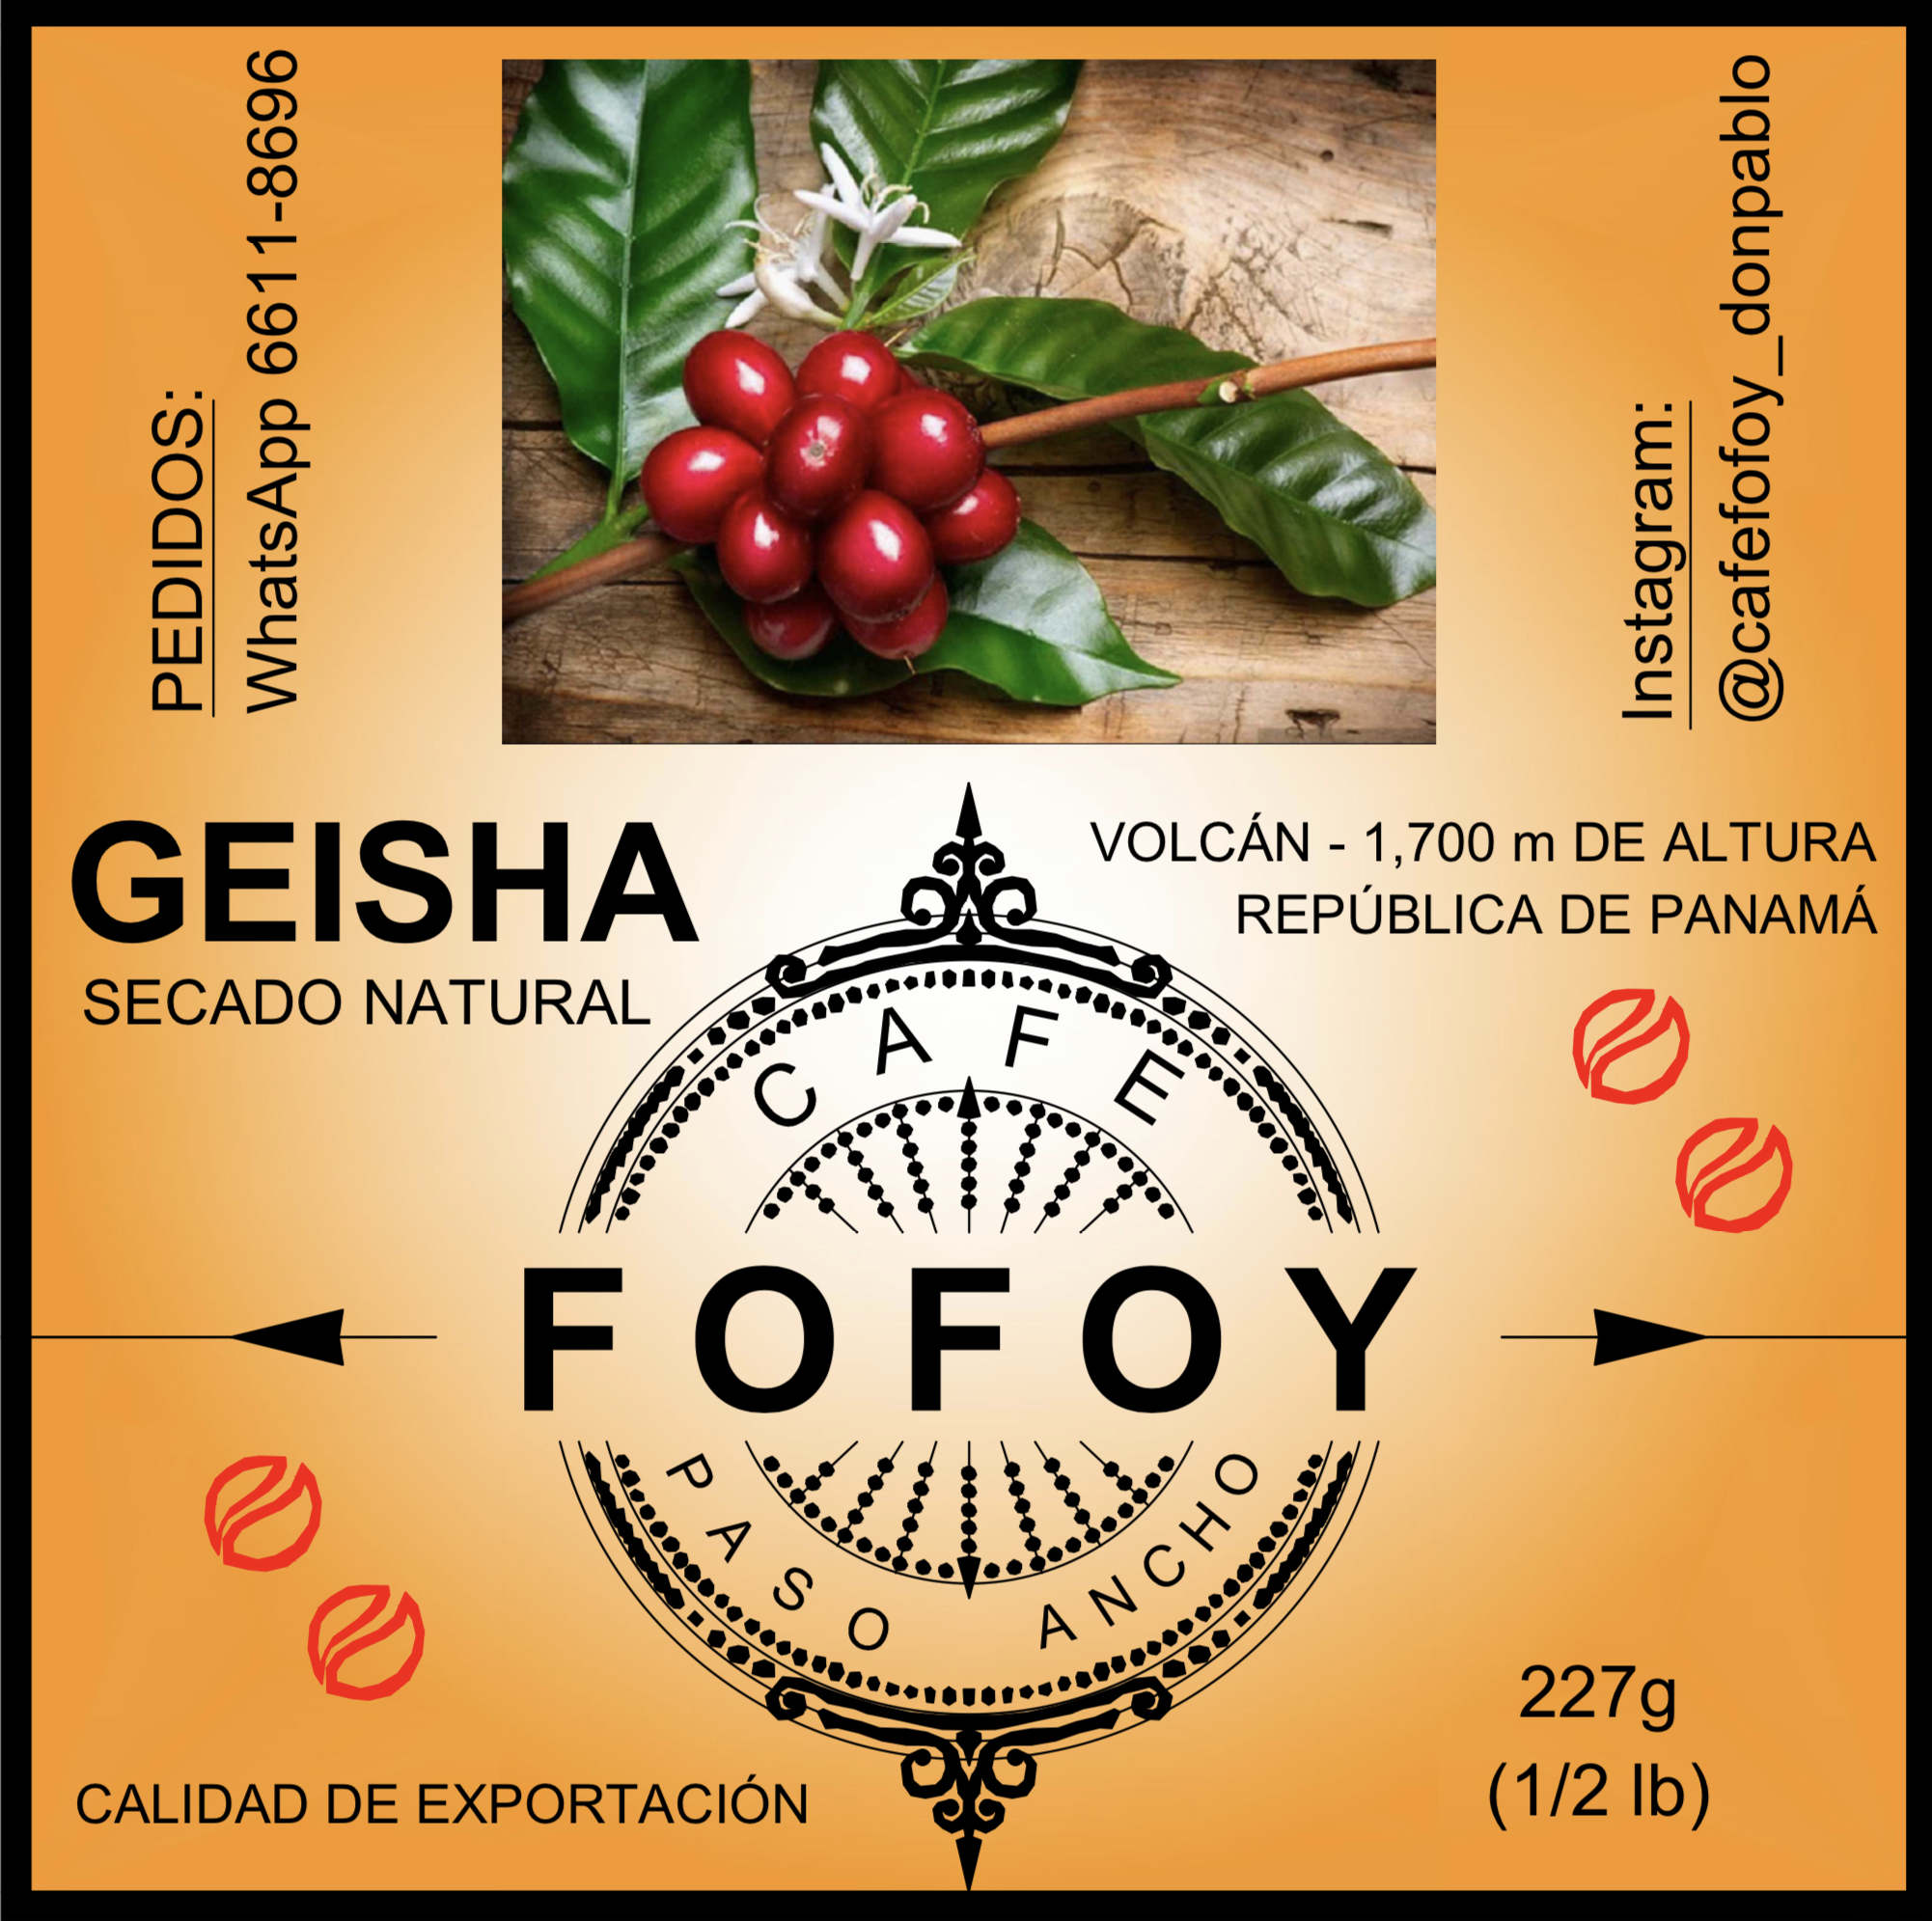 PEDIDOS:
WhatsApp 6611-8696
Instagram:
@cafefofoy_donpablo
GEISHA
SECADO NATURAL
VOLCÁN - 1,700 m DE ALTURA
REPÚBLICA DE PANAMÁ
CAFE
FOFOY
PASO ANCHO
CALIDAD DE EXPORTACIÓN
227g
(1/2 lb)